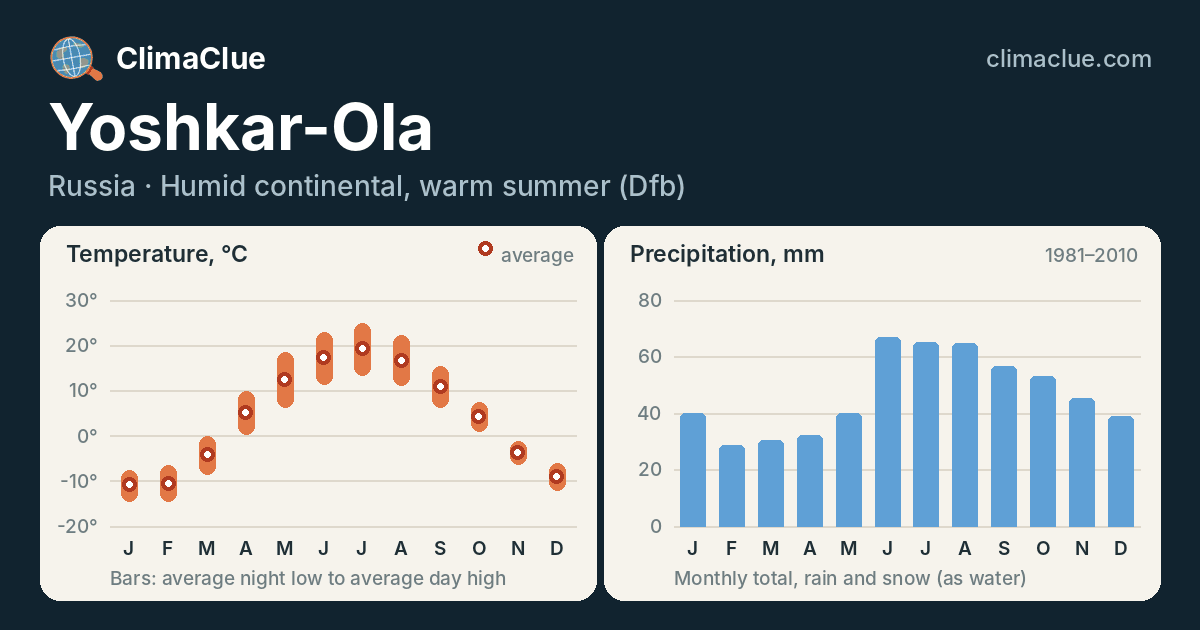 ClimaClue
climaclue.com
Yoshkar-Ola
Russia · Humid continental, warm summer (Dfb)
Temperature, °C
average
30°
20°
10°
0°
-10°
-20°
J F M A M J J A S O N D
Bars: average night low to average day high
Precipitation, mm
1981–2010
80
60
40
20
0
J F M A M J J A S O N D
Monthly total, rain and snow (as water)